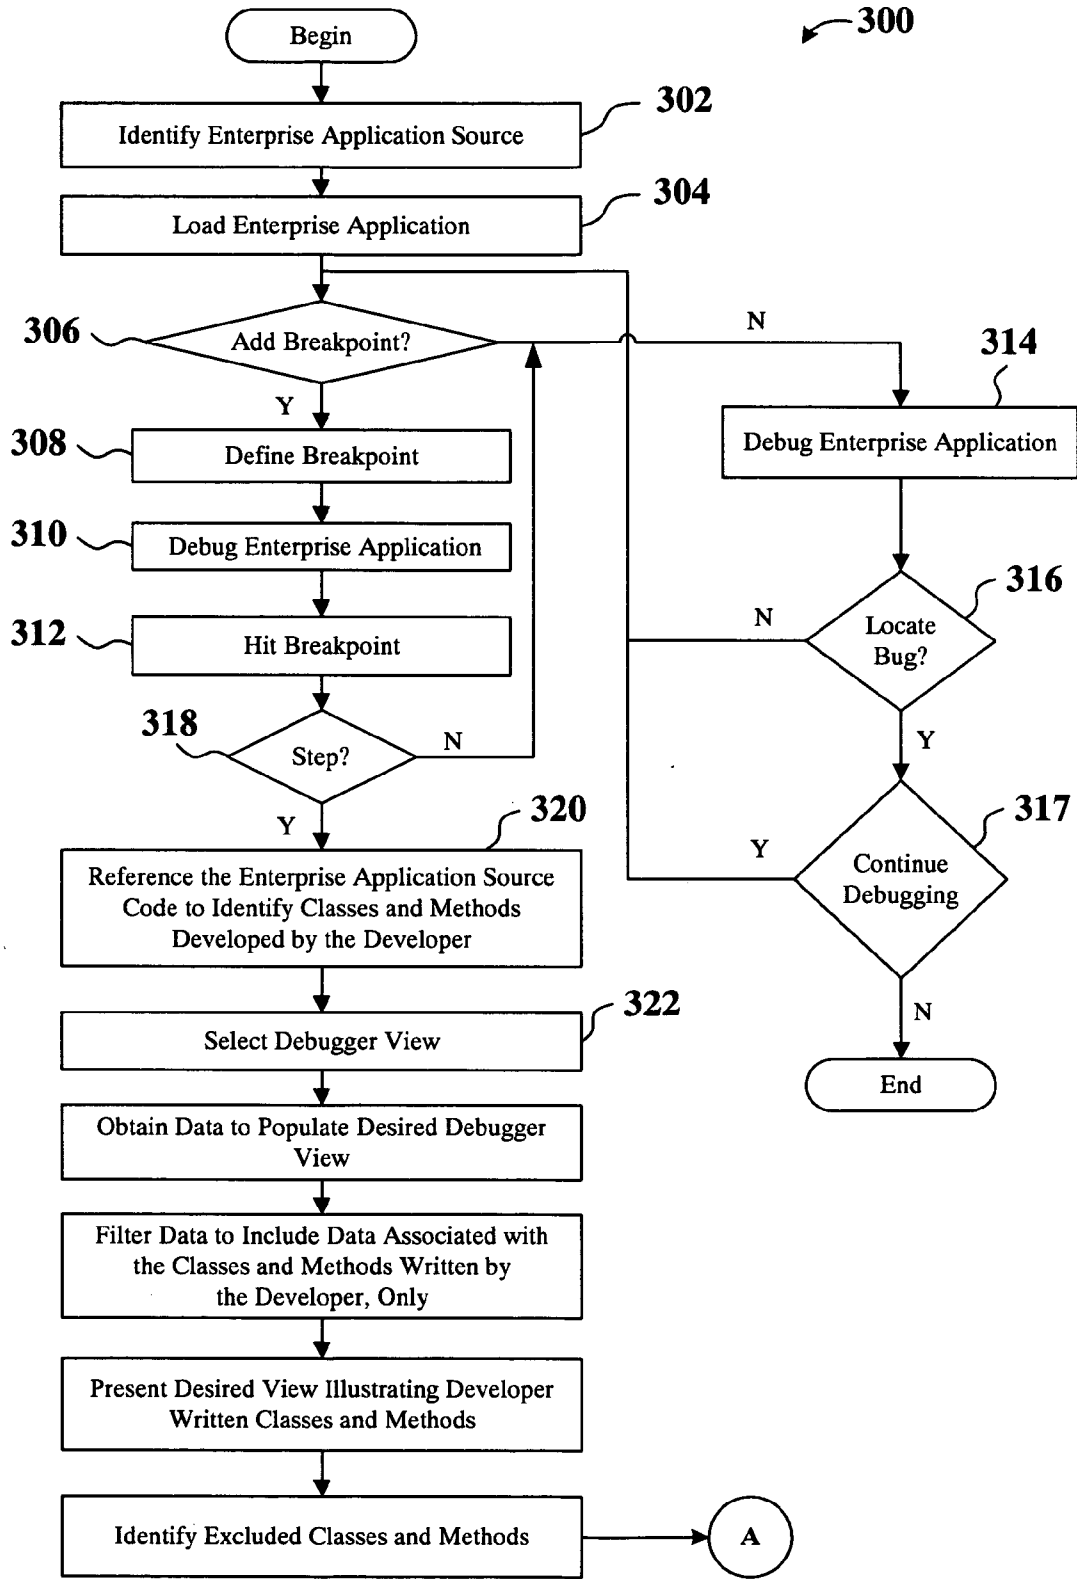 300
Begin
302
Identify Enterprise Application Source
304
Load Enterprise Application
306
Add Breakpoint?
N
Y
314
Debug Enterprise Application
308
Define Breakpoint
310
Debug Enterprise Application
316
Locate
Bug?
N
Y
312
Hit Breakpoint
318
Step?
N
Y
317
Continue
Debugging
Y
N
End
320
Reference the Enterprise Application Source
Code to Identify Classes and Methods
Developed by the Developer
322
Select Debugger View
Obtain Data to Populate Desired Debugger
View
Filter Data to Include Data Associated with
the Classes and Methods Written by
the Developer, Only
Present Desired View Illustrating Developer
Written Classes and Methods
Identify Excluded Classes and Methods
A